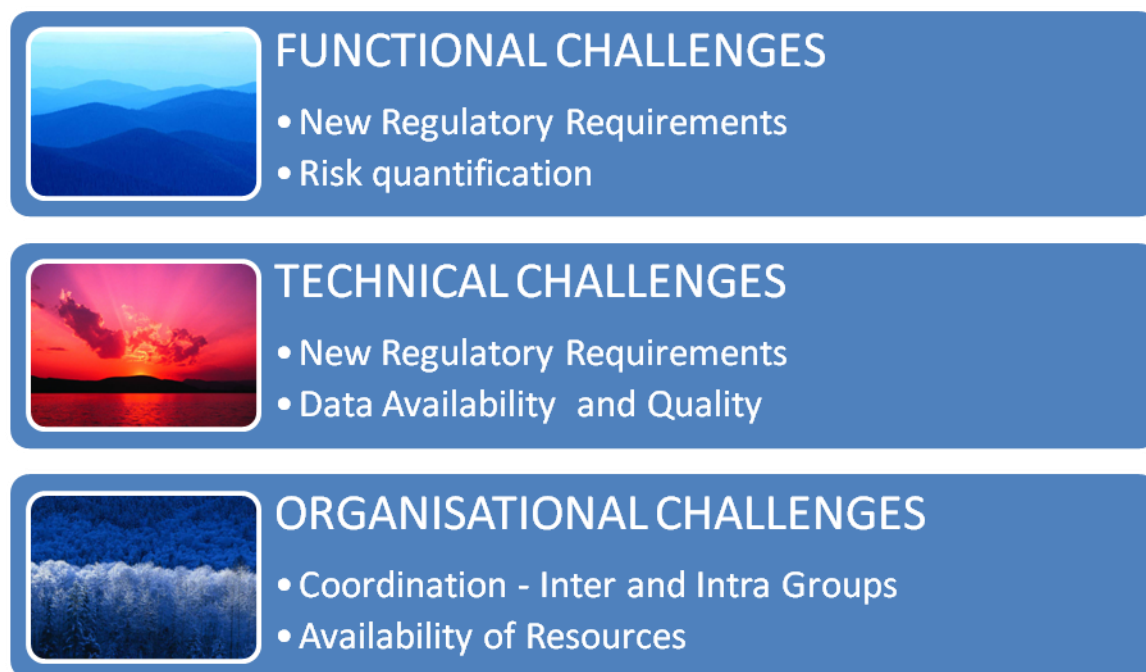 FUNCTIONAL CHALLENGES
• New Regulatory Requirements
• Risk quantification
TECHNICAL CHALLENGES
• New Regulatory Requirements
• Data Availability  and Quality
ORGANISATIONAL CHALLENGES
• Coordination - Inter and Intra Groups
• Availability of Resources